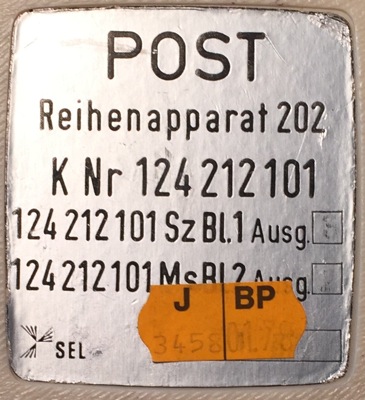 POST
Reihenapparat 202
K Nr 124 212 101
124 212 101 Sz Bl.1 Ausg.
124 212 101 Ms Bl.2 Ausg.
J BP
SEL